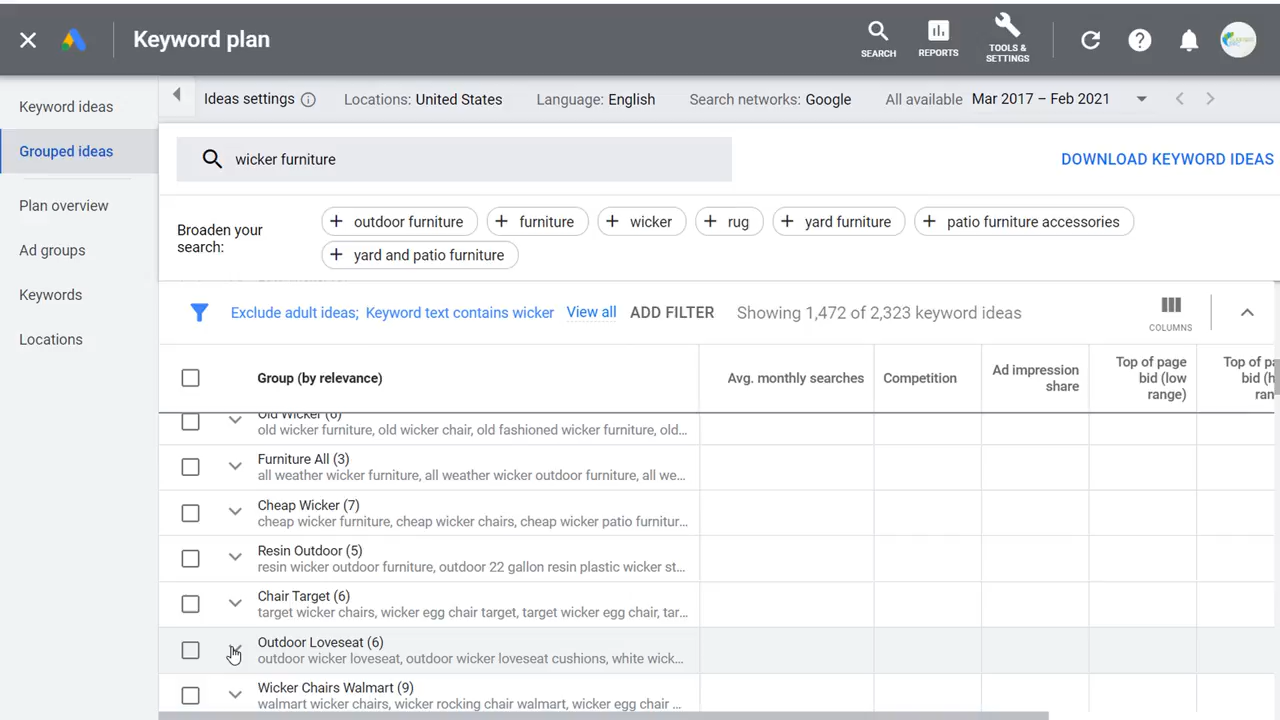 Keyword plan
SEARCH
REPORTS
TOOLS &
SETTINGS
Keyword ideas
Grouped ideas
Plan overview
Ad groups
Keywords
Locations
Ideas settings
Locations: United States
Language: English
Search networks: Google
All available Mar 2017 – Feb 2021
wicker furniture
DOWNLOAD KEYWORD IDEAS
Broaden your
search:
+ outdoor furniture
+ furniture
+ wicker
+ rug
+ yard furniture
+ patio furniture accessories
+ yard and patio furniture
Exclude adult ideas; Keyword text contains wicker View all ADD FILTER Showing 1,472 of 2,323 keyword ideas
COLUMNS
Group (by relevance)
Avg. monthly searches
Competition
Ad impression
share
Top of page
bid (low
range)
Top of pa
bid (h
ran
Old Wicker (6)
old wicker furniture, old wicker chair, old fashioned wicker furniture, old...
Furniture All (3)
all weather wicker furniture, all weather wicker outdoor furniture, all we...
Cheap Wicker (7)
cheap wicker furniture, cheap wicker chairs, cheap wicker patio furnitur...
Resin Outdoor (5)
resin wicker outdoor furniture, outdoor 22 gallon resin plastic wicker st...
Chair Target (6)
target wicker chairs, wicker egg chair target, target wicker egg chair, tar...
Outdoor Loveseat (6)
outdoor wicker loveseat, outdoor wicker loveseat cushions, white wick...
Wicker Chairs Walmart (9)
walmart wicker chairs, wicker rocking chair walmart, wicker egg chair ...